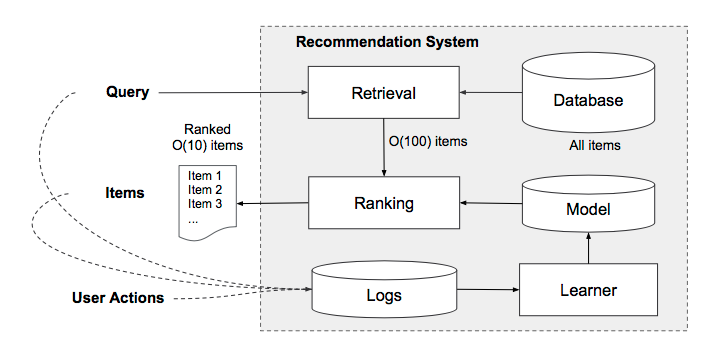 Recommendation System
Query
Retrieval
Database
Ranked
O(10) items
O(100) items
All items
Items
Item 1
Item 2
Item 3
...
Ranking
Model
User Actions
Logs
Learner